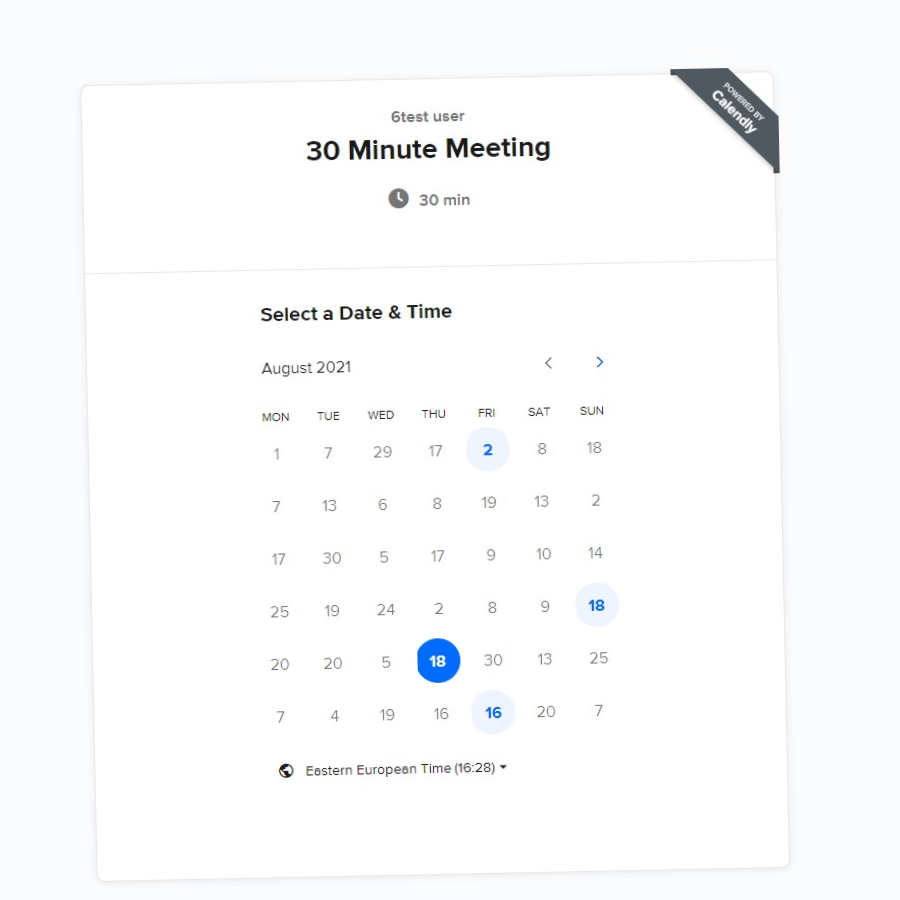 POWERED BY
Calendly
6test user
30 Minute Meeting
30 min
Select a Date & Time
August 2021
MON TUE WED THU FRI SAT SUN
1 7 29 17 2 8 18
7 13 6 8 19 13 2
17 30 5 17 9 10 14
25 19 24 2 8 9 18
20 20 5 18 30 13 25
7 4 19 16 16 20 7
Eastern European Time (16:28)